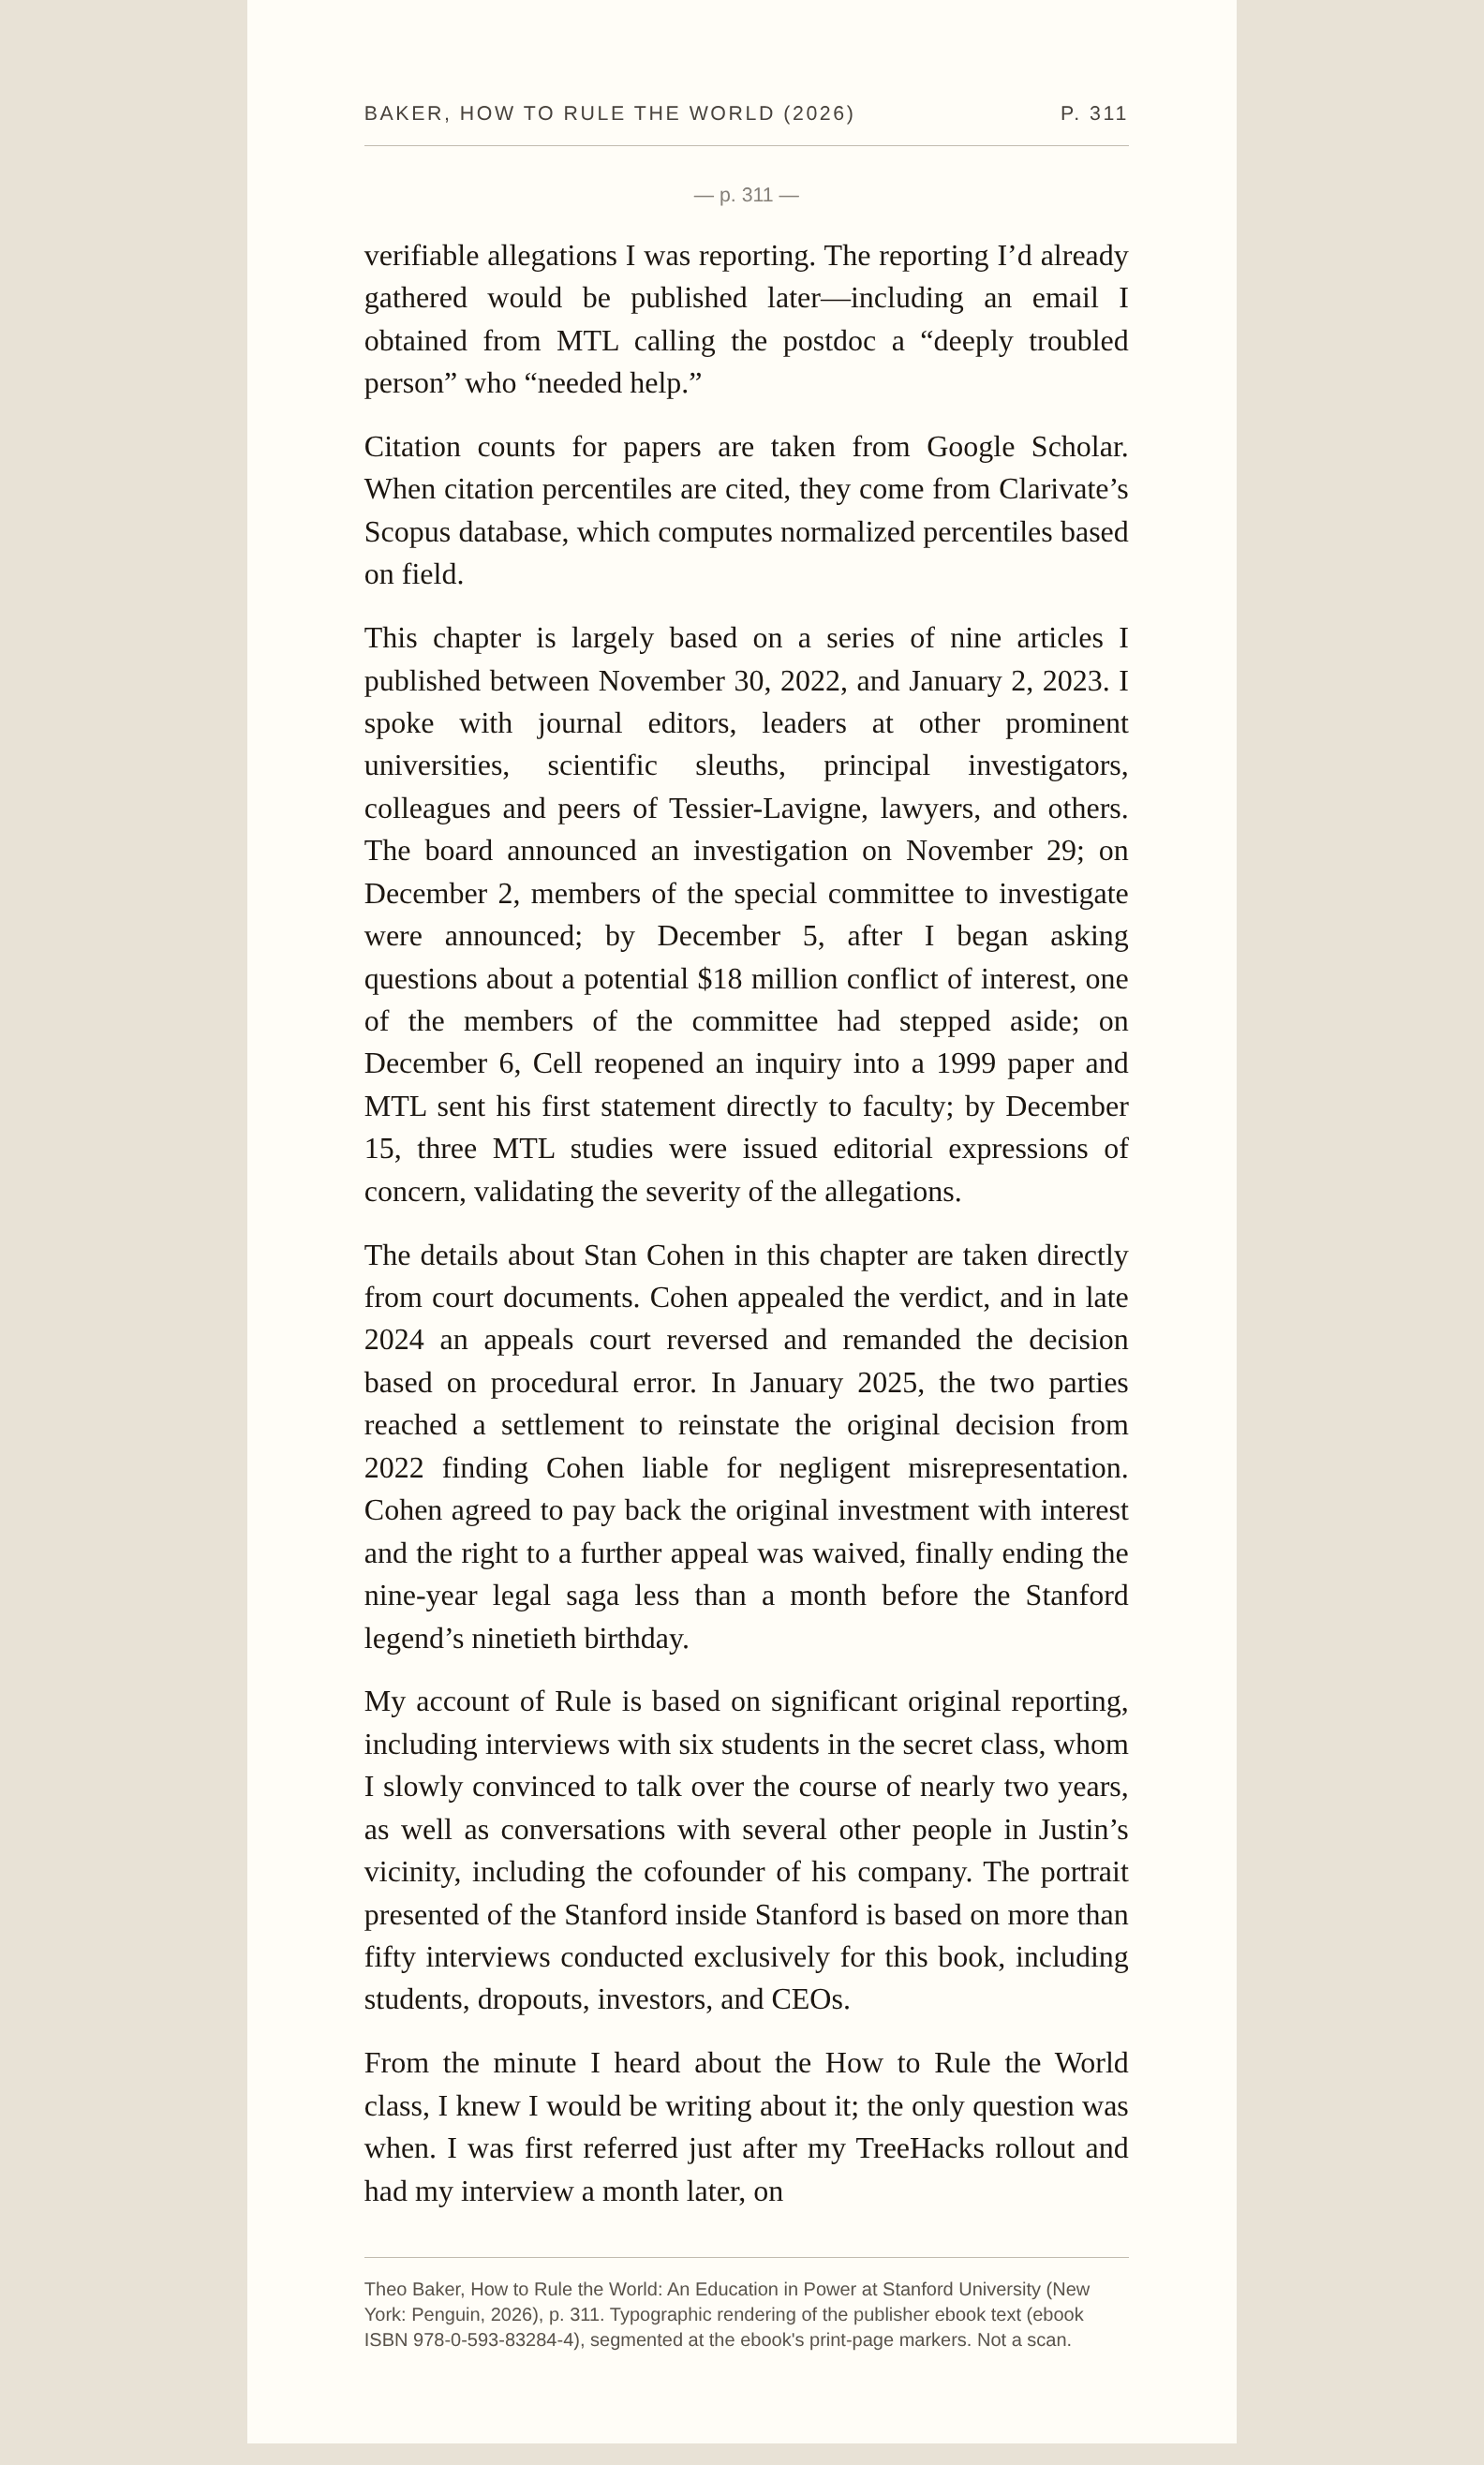 BAKER, HOW TO RULE THE WORLD (2026) P. 311
— p. 311 —
verifiable allegations I was reporting. The reporting I’d already
gathered would be published later—including an email I
obtained from MTL calling the postdoc a “deeply troubled
person” who “needed help.”
Citation counts for papers are taken from Google Scholar.
When citation percentiles are cited, they come from Clarivate’s
Scopus database, which computes normalized percentiles based
on field.
This chapter is largely based on a series of nine articles I
published between November 30, 2022, and January 2, 2023. I
spoke with journal editors, leaders at other prominent
universities, scientific sleuths, principal investigators,
colleagues and peers of Tessier-Lavigne, lawyers, and others.
The board announced an investigation on November 29; on
December 2, members of the special committee to investigate
were announced; by December 5, after I began asking
questions about a potential $18 million conflict of interest, one
of the members of the committee had stepped aside; on
December 6, Cell reopened an inquiry into a 1999 paper and
MTL sent his first statement directly to faculty; by December
15, three MTL studies were issued editorial expressions of
concern, validating the severity of the allegations.
The details about Stan Cohen in this chapter are taken directly
from court documents. Cohen appealed the verdict, and in late
2024 an appeals court reversed and remanded the decision
based on procedural error. In January 2025, the two parties
reached a settlement to reinstate the original decision from
2022 finding Cohen liable for negligent misrepresentation.
Cohen agreed to pay back the original investment with interest
and the right to a further appeal was waived, finally ending the
nine-year legal saga less than a month before the Stanford
legend’s ninetieth birthday.
My account of Rule is based on significant original reporting,
including interviews with six students in the secret class, whom
I slowly convinced to talk over the course of nearly two years,
as well as conversations with several other people in Justin’s
vicinity, including the cofounder of his company. The portrait
presented of the Stanford inside Stanford is based on more than
fifty interviews conducted exclusively for this book, including
students, dropouts, investors, and CEOs.
From the minute I heard about the How to Rule the World
class, I knew I would be writing about it; the only question was
when. I was first referred just after my TreeHacks rollout and
had my interview a month later, on
Theo Baker, How to Rule the World: An Education in Power at Stanford University (New
York: Penguin, 2026), p. 311. Typographic rendering of the publisher ebook text (ebook
ISBN 978-0-593-83284-4), segmented at the ebook's print-page markers. Not a scan.